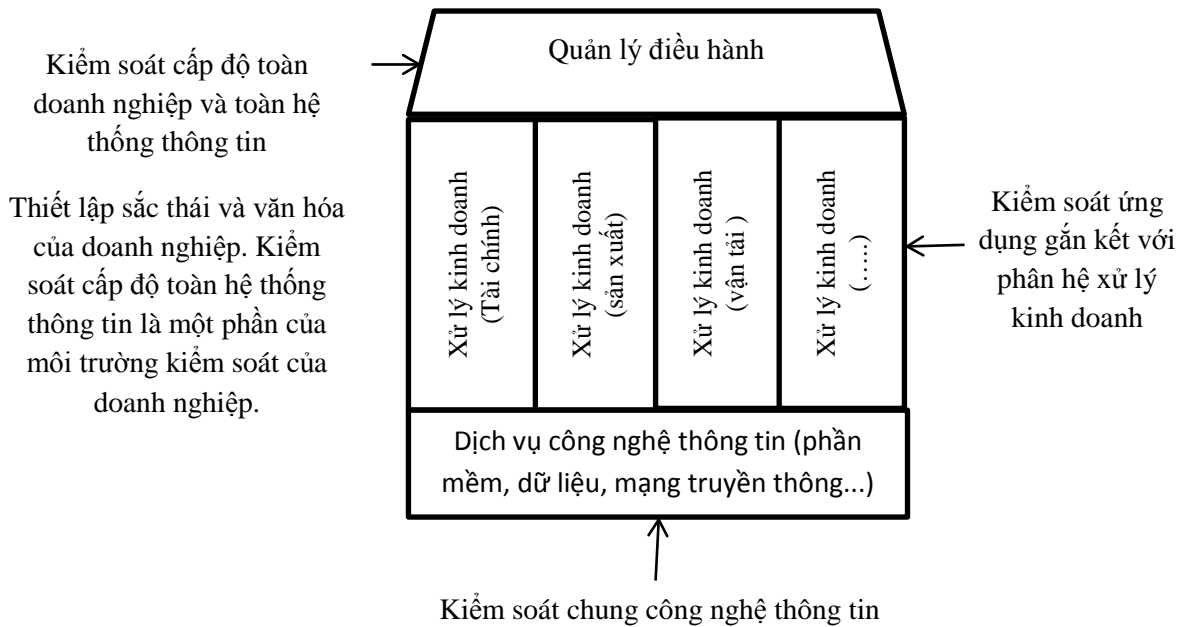 Quản lý điều hành
Kiểm soát cấp độ toàn
doanh nghiệp và toàn hệ
thống thông tin
Thiết lập sắc thái và văn hóa
của doanh nghiệp. Kiểm
soát cấp độ toàn hệ thống
thông tin là một phần của
môi trường kiểm soát của
doanh nghiệp.
Xử lý kinh doanh
(Tài chính)
Xử lý kinh doanh
(sản xuất)
Xử lý kinh doanh
(vận tải )
Xử lý kinh doanh
(…..)
Kiểm soát ứng
dụng gắn kết với
phân hệ xử lý
kinh doanh
Dịch vụ công nghệ thông tin (phần
mềm, dữ liệu, mạng truyền thông...)
Kiểm soát chung công nghệ thông tin